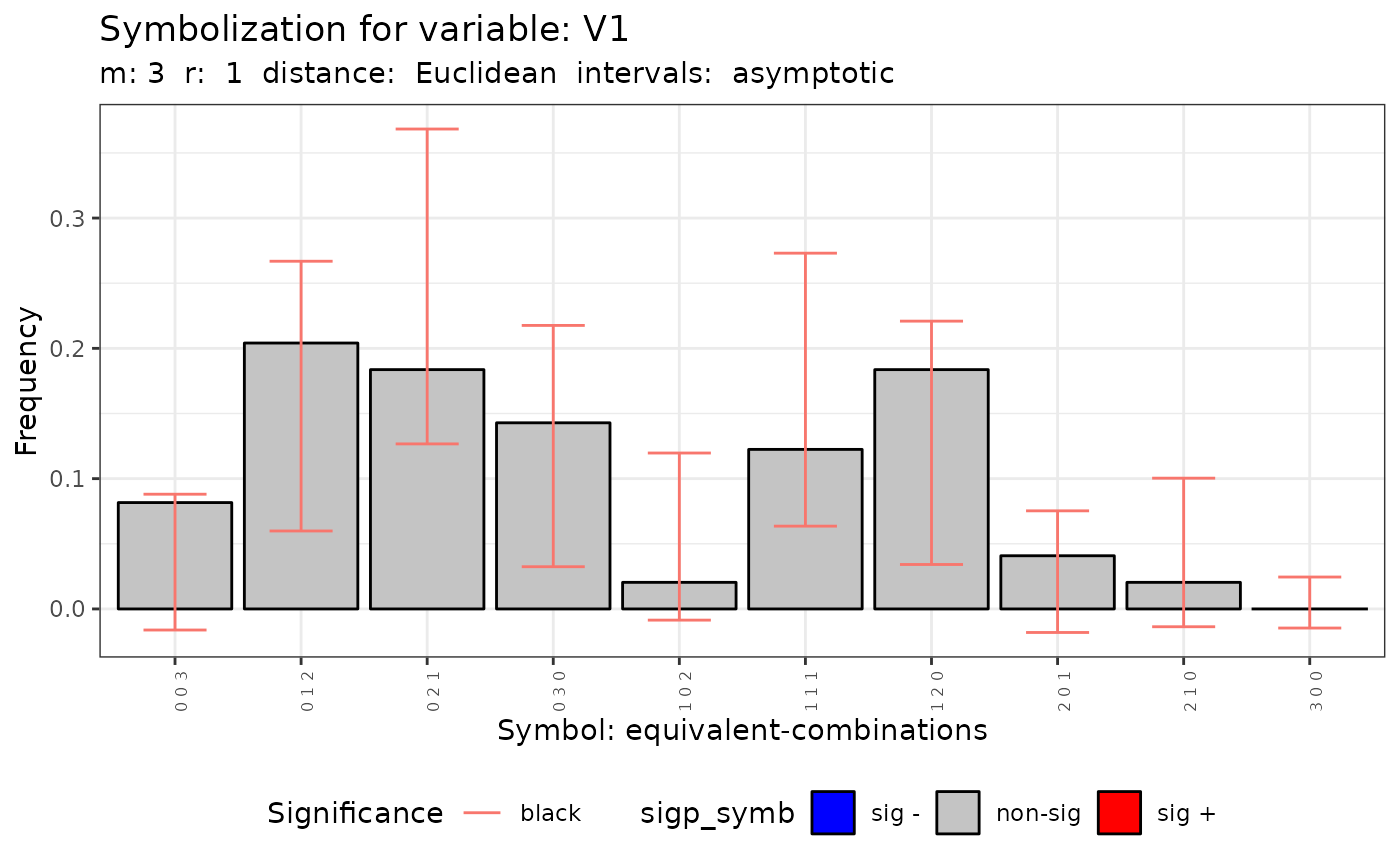 Symbolization for variable: V1
m: 3  r:  1  distance:  Euclidean  intervals:  asymptotic
Frequency
0.3
0.2
0.1
0.0
0 0 3
0 1 2
0 2 1
0 3 0
1 0 2
1 1 1
1 2 0
2 0 1
2 1 0
3 0 0
Symbol: equivalent-combinations
Significance black sigp_symb sig - non-sig sig +